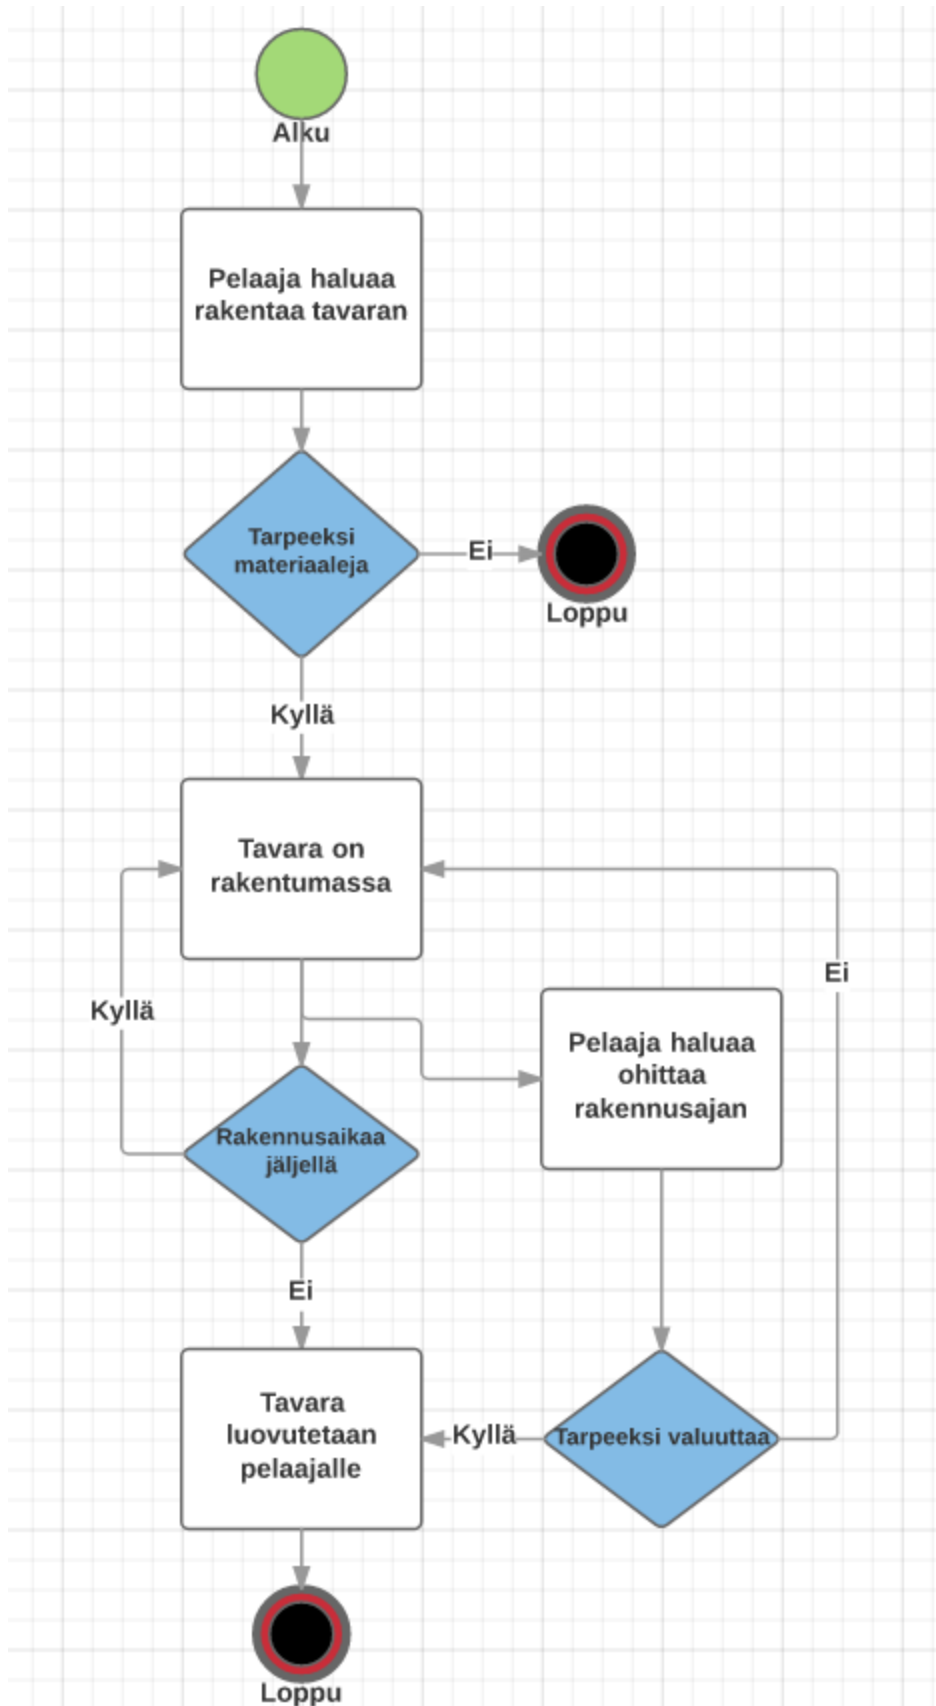 Alku
Pelaaja haluaa
rakentaa tavaran
Tarpeeksi
materiaaleja
Ei
Loppu
Kyllä
Tavara on
rakentumassa
Ei
Kyllä
Pelaaja haluaa
ohittaa
rakennusajan
Rakennusaikaa
jäljellä
Ei
Tavara
luovutetaan
pelaajalle
Kyllä
Tarpeeksi valuuttaa
Loppu